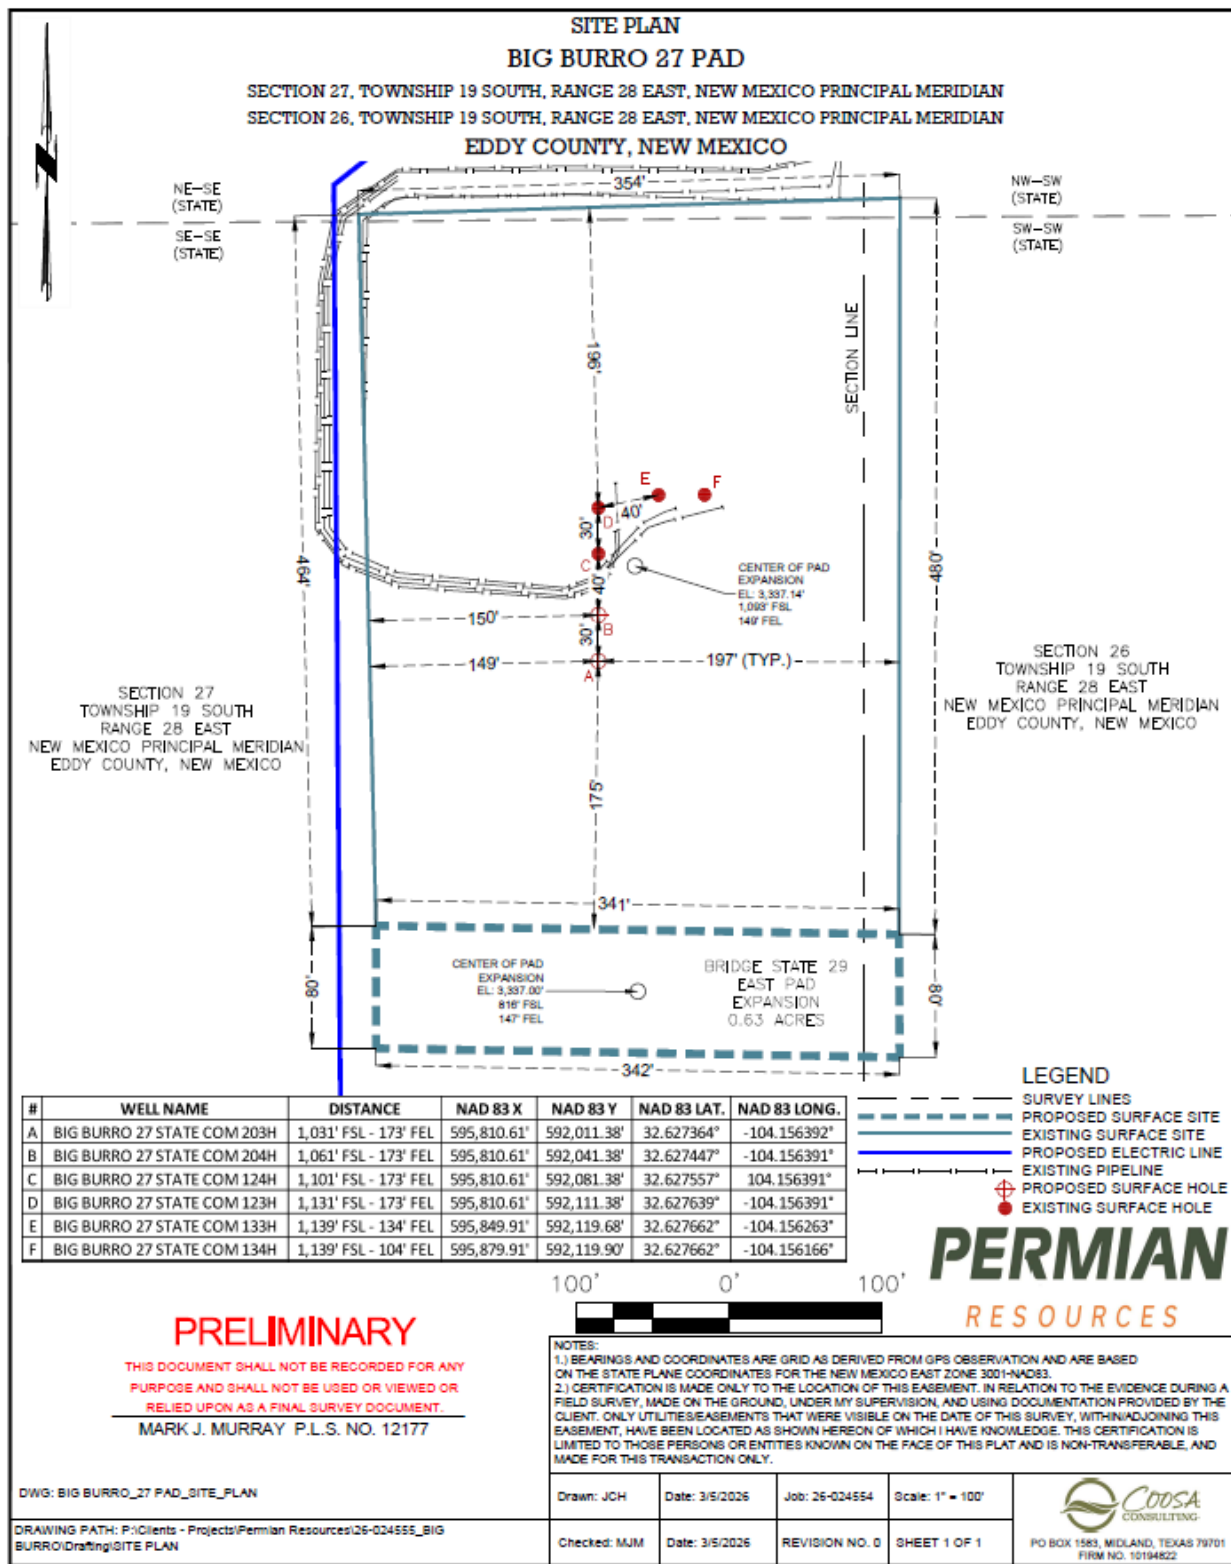 SITE PLAN
BIG BURRO 27 PAD
SECTION 27, TOWNSHIP 19 SOUTH, RANGE 28 EAST, NEW MEXICO PRINCIPAL MERIDIAN
SECTION 26, TOWNSHIP 19 SOUTH, RANGE 28 EAST, NEW MEXICO PRINCIPAL MERIDIAN
EDDY COUNTY, NEW MEXICO
N
NE-SE
(STATE)
SE-SE
(STATE)
354'
NW-SW
(STATE)
SW-SW
(STATE)
196'
SECTION LINE
E
F
D
40'
30'
C
464'
480'
40'
CENTER OF PAD
EXPANSION
EL: 3,337.14'
1,093' FSL
149' FEL
150'
B
30'
149'
197' (TYP.)
A
SECTION 27
TOWNSHIP 19 SOUTH
RANGE 28 EAST
NEW MEXICO PRINCIPAL MERIDIAN
EDDY COUNTY, NEW MEXICO
SECTION 26
TOWNSHIP 19 SOUTH
RANGE 28 EAST
NEW MEXICO PRINCIPAL MERIDIAN
EDDY COUNTY, NEW MEXICO
175'
341'
80'
CENTER OF PAD
EXPANSION
EL: 3,337.00'
816' FSL
147' FEL
BRIDGE STATE 29
EAST PAD
EXPANSION
0.63 ACRES
80'
342'
# WELL NAME DISTANCE NAD 83 X NAD 83 Y NAD 83 LAT. NAD 83 LONG.
A BIG BURRO 27 STATE COM 203H 1,031' FSL - 173' FEL 595,810.61' 592,011.38' 32.627364° -104.156392°
B BIG BURRO 27 STATE COM 204H 1,061' FSL - 173' FEL 595,810.61' 592,041.38' 32.627447° -104.156391°
C BIG BURRO 27 STATE COM 124H 1,101' FSL - 173' FEL 595,810.61' 592,081.38' 32.627557° 104.156391°
D BIG BURRO 27 STATE COM 123H 1,131' FSL - 173' FEL 595,810.61' 592,111.38' 32.627639° -104.156391°
E BIG BURRO 27 STATE COM 133H 1,139' FSL - 134' FEL 595,849.91' 592,119.68' 32.627662° -104.156263°
F BIG BURRO 27 STATE COM 134H 1,139' FSL - 104' FEL 595,879.91' 592,119.90' 32.627662° -104.156166°
LEGEND
SURVEY LINES
PROPOSED SURFACE SITE
EXISTING SURFACE SITE
PROPOSED ELECTRIC LINE
EXISTING PIPELINE
PROPOSED SURFACE HOLE
EXISTING SURFACE HOLE
100' 0' 100'
PERMIAN
RESOURCES
PRELIMINARY
THIS DOCUMENT SHALL NOT BE RECORDED FOR ANY
PURPOSE AND SHALL NOT BE USED OR VIEWED OR
RELIED UPON AS A FINAL SURVEY DOCUMENT.
MARK J. MURRAY P.L.S. NO. 12177
NOTES:
1.) BEARINGS AND COORDINATES ARE GRID AS DERIVED FROM GPS OBSERVATION AND ARE BASED
ON THE STATE PLANE COORDINATES FOR THE NEW MEXICO EAST ZONE 3001-NAD83.
2.) CERTIFICATION IS MADE ONLY TO THE LOCATION OF THIS EASEMENT. IN RELATION TO THE EVIDENCE DURING A
FIELD SURVEY, MADE ON THE GROUND, UNDER MY SUPERVISION, AND USING DOCUMENTATION PROVIDED BY THE
CLIENT. ONLY UTILITIES/EASEMENTS THAT WERE VISIBLE ON THE DATE OF THIS SURVEY, WITHIN/ADJOINING THIS
EASEMENT, HAVE BEEN LOCATED AS SHOWN HEREON OF WHICH I HAVE KNOWLEDGE. THIS CERTIFICATION IS
LIMITED TO THOSE PERSONS OR ENTITIES KNOWN ON THE FACE OF THIS PLAT AND IS NON-TRANSFERABLE, AND
MADE FOR THIS TRANSACTION ONLY.
DWG: BIG BURRO_27 PAD_SITE_PLAN
Drawn: JCH Date: 3/5/2026 Job: 26-024554 Scale: 1" = 100'
DRAWING PATH: P:\Clients - Projects\Permian Resources\26-024555_BIG
BURRO\Drafting\SITE PLAN
Checked: MJM Date: 3/5/2026 REVISION NO. 0 SHEET 1 OF 1
COOSA
CONSULTING
PO BOX 1583, MIDLAND, TEXAS 79701
FIRM NO. 10194822